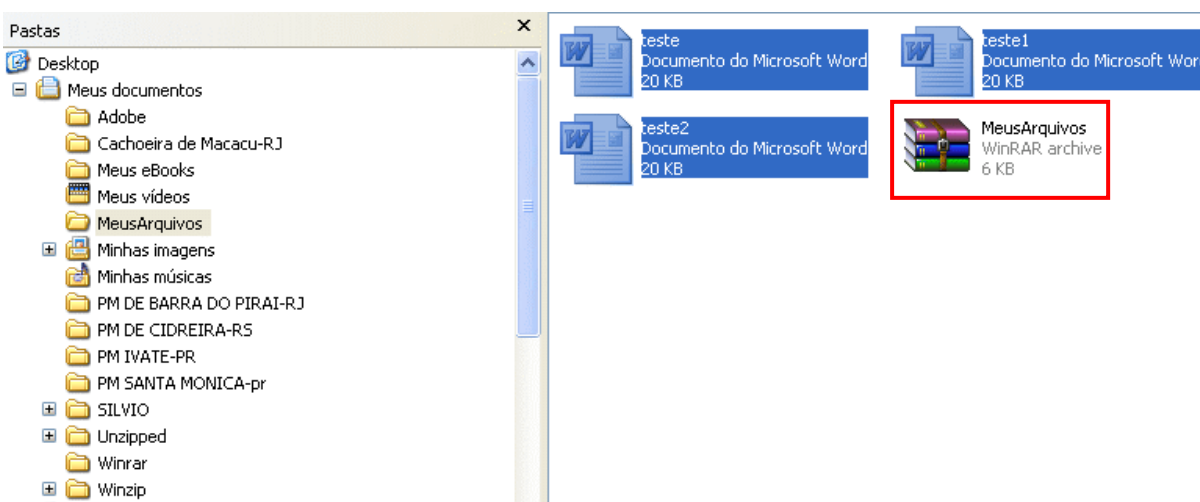 Pastas
Desktop
Meus documentos
Adobe
Cachoeira de Macacu-RJ
Meus eBooks
Meus vídeos
MeusArquivos
Minhas imagens
Minhas músicas
PM DE BARRA DO PIRAI-RJ
PM DE CIDREIRA-RS
PM IVATE-PR
PM SANTA MONICA-pr
SILVIO
Unzipped
Winrar
Winzip
teste
Documento do Microsoft Word
20 KB
teste1
Documento do Microsoft Wor
20 KB
teste2
Documento do Microsoft Word
20 KB
MeusArquivos
WinRAR archive
6 KB